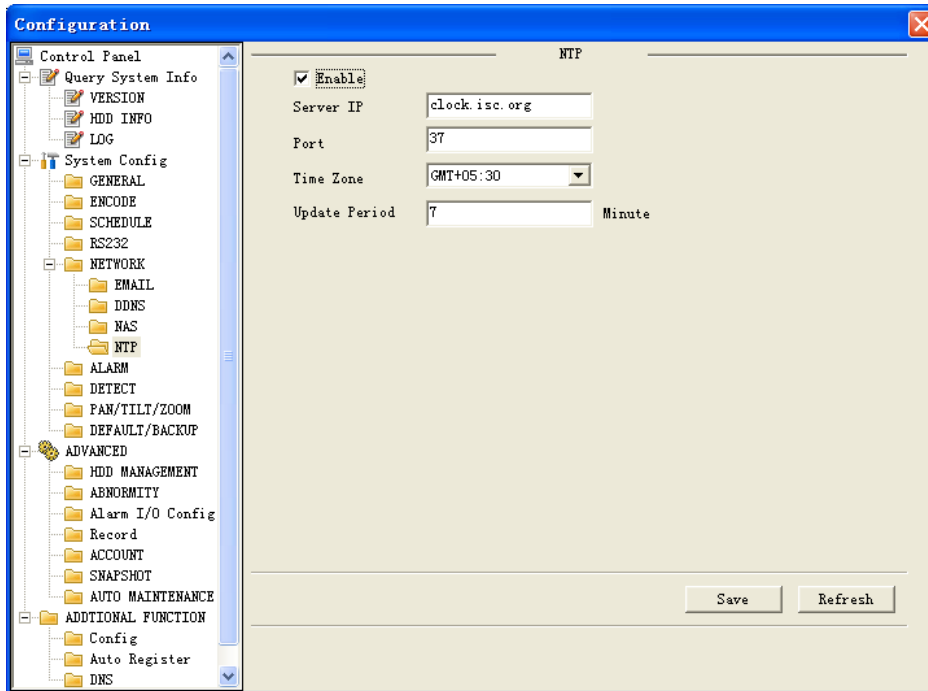 Configuration
Control Panel
Query System Info
VERSION
HDD INFO
LOG
System Config
GENERAL
ENCODE
SCHEDULE
RS232
NETWORK
EMAIL
DDNS
NAS
NTP
ALARM
DETECT
PAN/TILT/ZOOM
DEFAULT/BACKUP
ADVANCED
HDD MANAGEMENT
ABNORMITY
Alarm I/O Config
Record
ACCOUNT
SNAPSHOT
AUTO MAINTENANCE
ADDTIONAL FUNCTION
Config
Auto Register
DNS
NTP
Enable
Server IP clock.isc.org
Port 37
Time Zone GMT+05:30
Update Period 7 Minute
Save Refresh